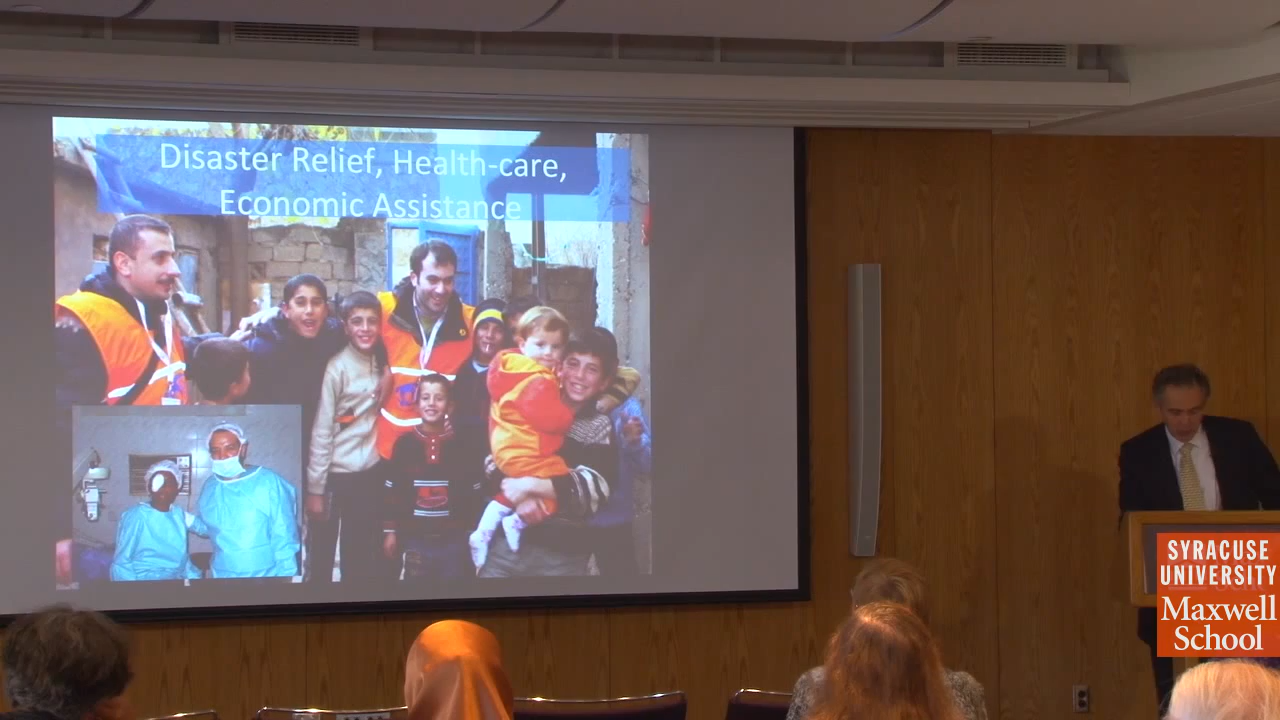 Disaster Relief, Health-care,
Economic Assistance
SYRACUSE
UNIVERSITY
Maxwell
School